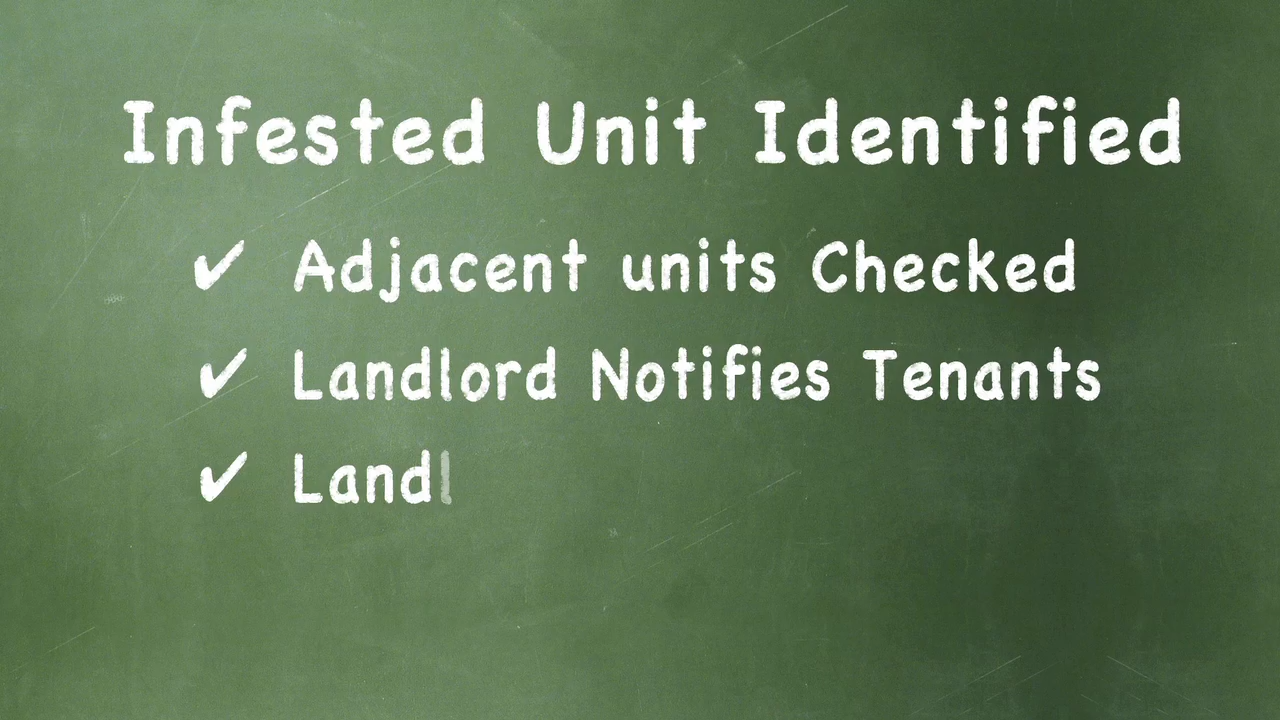 Infested Unit Identified
✔ Adjacent units Checked
✔ Landlord Notifies Tenants
✔ Landl